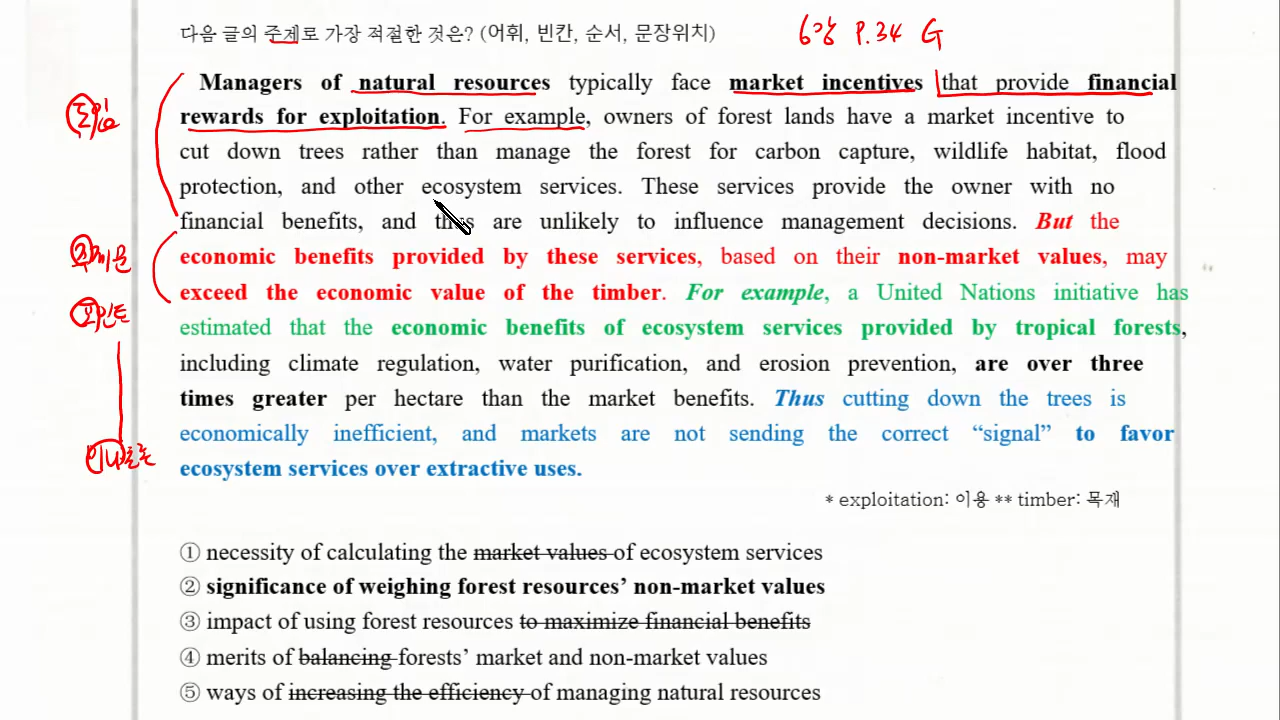 다음 글의 주제로 가장 적절한 것은? (어휘, 빈칸, 순서, 문장위치)
6강 P.34 G
Managers of natural resources typically face market incentives that provide financial
rewards for exploitation. For example, owners of forest lands have a market incentive to
cut down trees rather than manage the forest for carbon capture, wildlife habitat, flood
protection, and other ecosystem services. These services provide the owner with no
financial benefits, and thus are unlikely to influence management decisions. But the
economic benefits provided by these services, based on their non-market values, may
exceed the economic value of the timber. For example, a United Nations initiative has
estimated that the economic benefits of ecosystem services provided by tropical forests,
including climate regulation, water purification, and erosion prevention, are over three
times greater per hectare than the market benefits. Thus cutting down the trees is
economically inefficient, and markets are not sending the correct “signal” to favor
ecosystem services over extractive uses.
도입
포인트
* exploitation: 이용 ** timber: 목재
① necessity of calculating the market values of ecosystem services
② significance of weighing forest resources’ non-market values
③ impact of using forest resources to maximize financial benefits
④ merits of balancing forests’ market and non-market values
⑤ ways of increasing the efficiency of managing natural resources